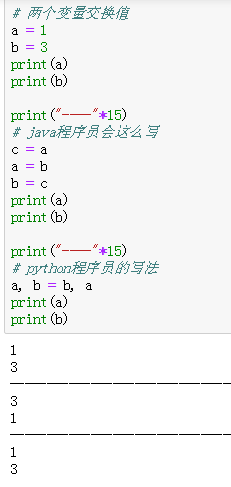 # 两个变量交换值
a = 1
b = 3
print(a)
print(b)
print("————"*15)
# java程序员会这么写
c = a
a = b
b = c
print(a)
print(b)
print("————"*15)
# python程序员的写法
a, b = b, a
print(a)
print(b)
1
3
————————————————————————
3
1
————————————————————————
1
3